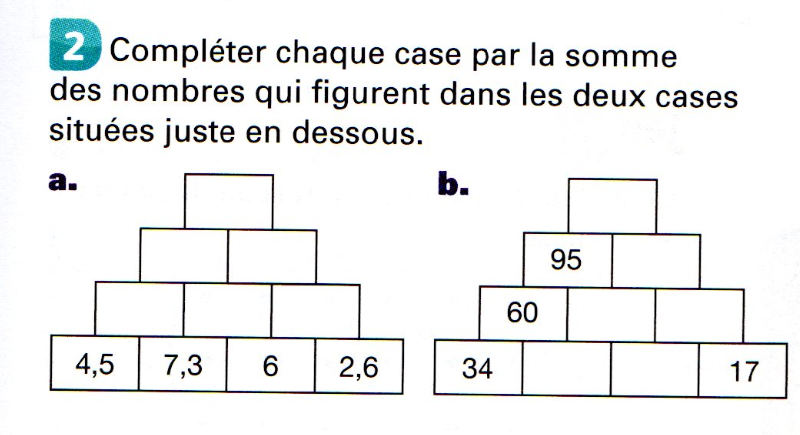 2 Compléter chaque case par la somme
des nombres qui figurent dans les deux cases
situées juste en dessous.
a.
4,5 7,3 6 2,6
b.
95
60
34 17